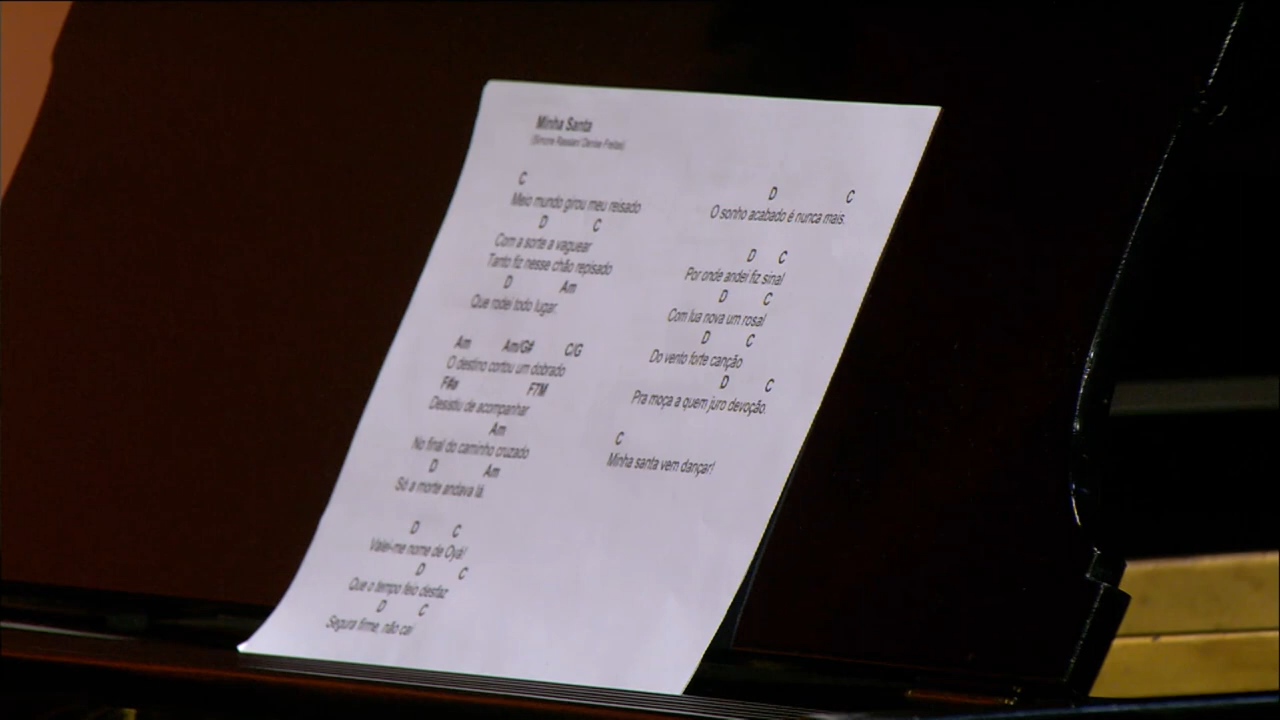 Minha Santa
C
Meio mundo girou meu reisado
D C
Com a sorte a vaguear
Tanto fiz nesse chão repisado
D Am
Que rodei todo lugar.
Am Am/G# C/G
O destino cortou um dobrado
F#ø F7M
Desistiu de acompanhar
Am
No final do caminho cruzado
D Am
Só a morte andava lá.
D C
Valei-me nome de Oyá!
D C
Que o tempo feio desfaz
D C
Segura firme, não cai
D C
O sonho acabado é nunca mais.
D C
Por onde andei fiz sinal
D C
Com lua nova um rosal
D C
Do vento forte canção
D C
Pra moça a quem juro devoção.
C
Minha santa vem dançar!